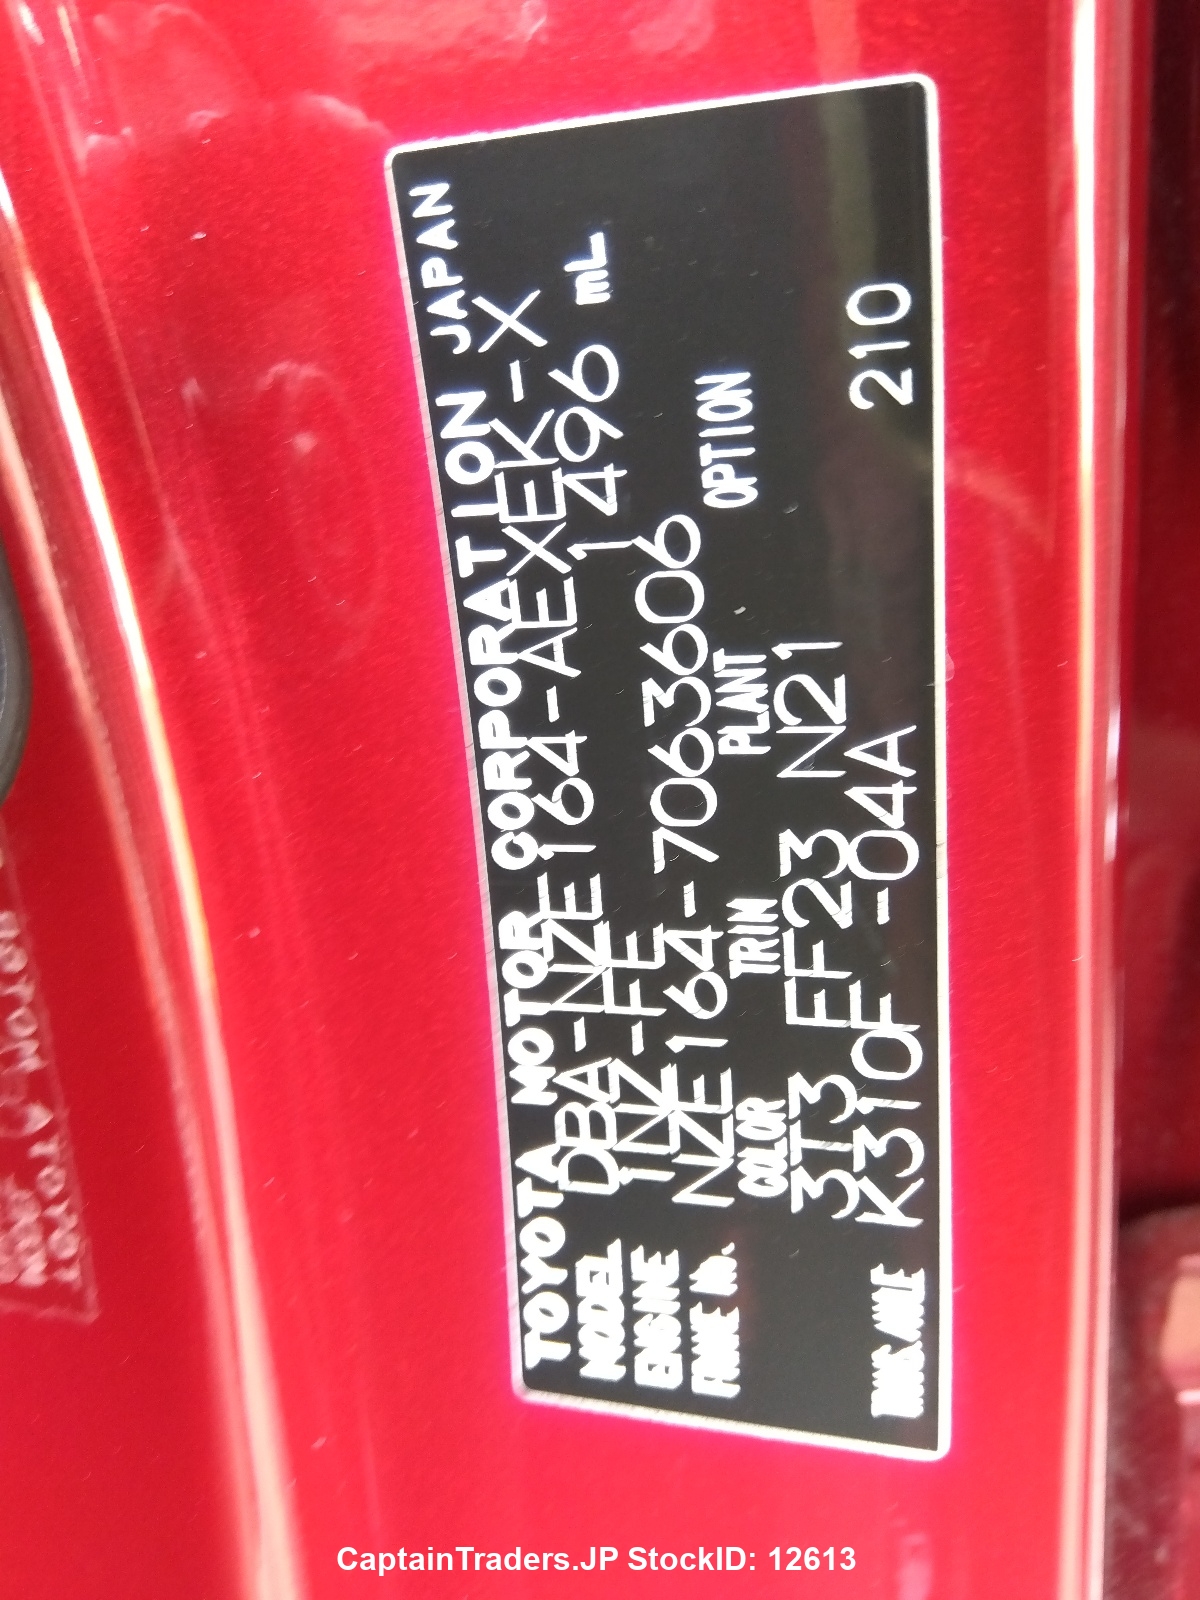 TOYOTA MOTOR CORPORATION JAPAN
MODEL DBA-NZE164-AEXEK-X
ENGINE 1NZ-FE 1496 mL
FRAME No. NZE164-7063606
COLOR TRIM PLANT OPTION
3T3 FF23 N21
TRANS./AXLE K310F-04A 210
CaptainTraders.JP StockID: 12613